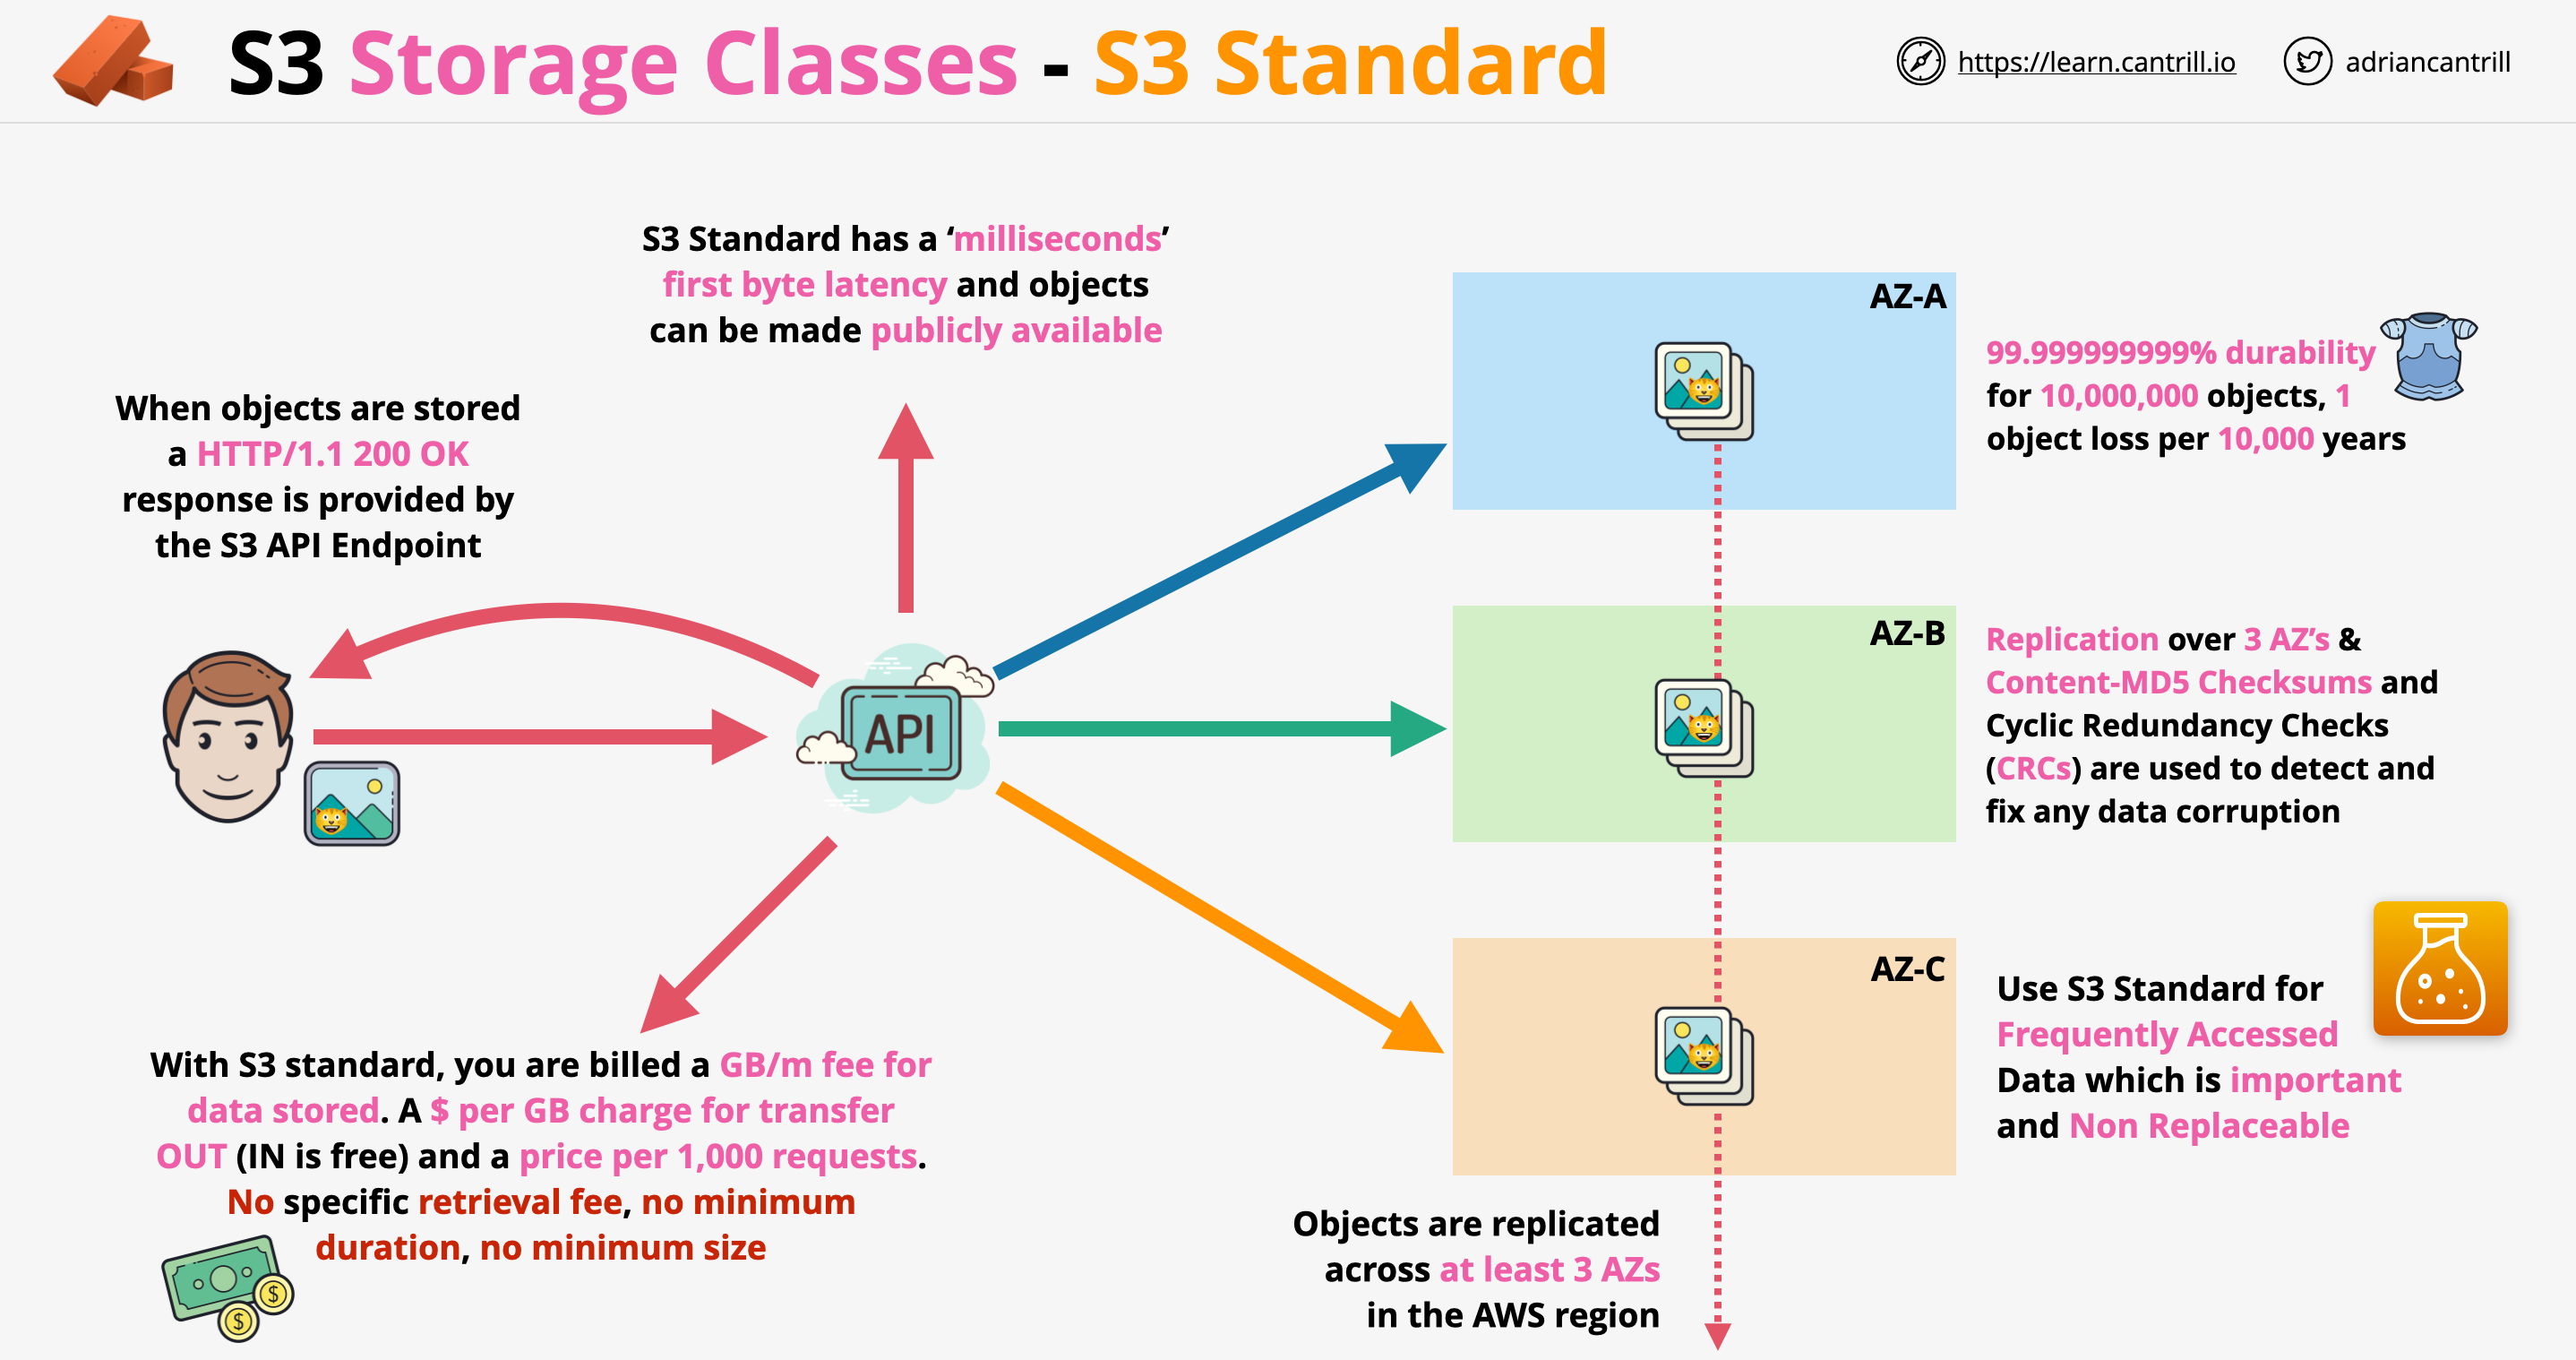 S3 Storage Classes - S3 Standard
https://learn.cantrill.io
adriancantrill
S3 Standard has a ‘milliseconds’
first byte latency and objects
can be made publicly available
When objects are stored
a HTTP/1.1 200 OK
response is provided by
the S3 API Endpoint
API
With S3 standard, you are billed a GB/m fee for
data stored. A $ per GB charge for transfer
OUT (IN is free) and a price per 1,000 requests.
No specific retrieval fee, no minimum
duration, no minimum size
$
$
AZ-A
99.999999999% durability
for 10,000,000 objects, 1
object loss per 10,000 years
AZ-B
Replication over 3 AZ’s &
Content-MD5 Checksums and
Cyclic Redundancy Checks
(CRCs) are used to detect and
fix any data corruption
AZ-C
Use S3 Standard for
Frequently Accessed
Data which is important
and Non Replaceable
Objects are replicated
across at least 3 AZs
in the AWS region